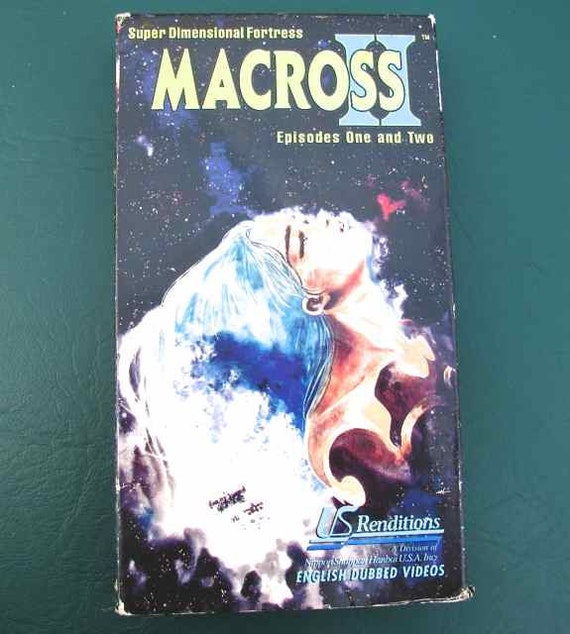 Super Dimensional Fortress
MACROSS II ™
Episodes One and Two
US Renditions
A Division of
Nippon Shuppan Hanbai U.S.A. Inc.
ENGLISH DUBBED VIDEOS